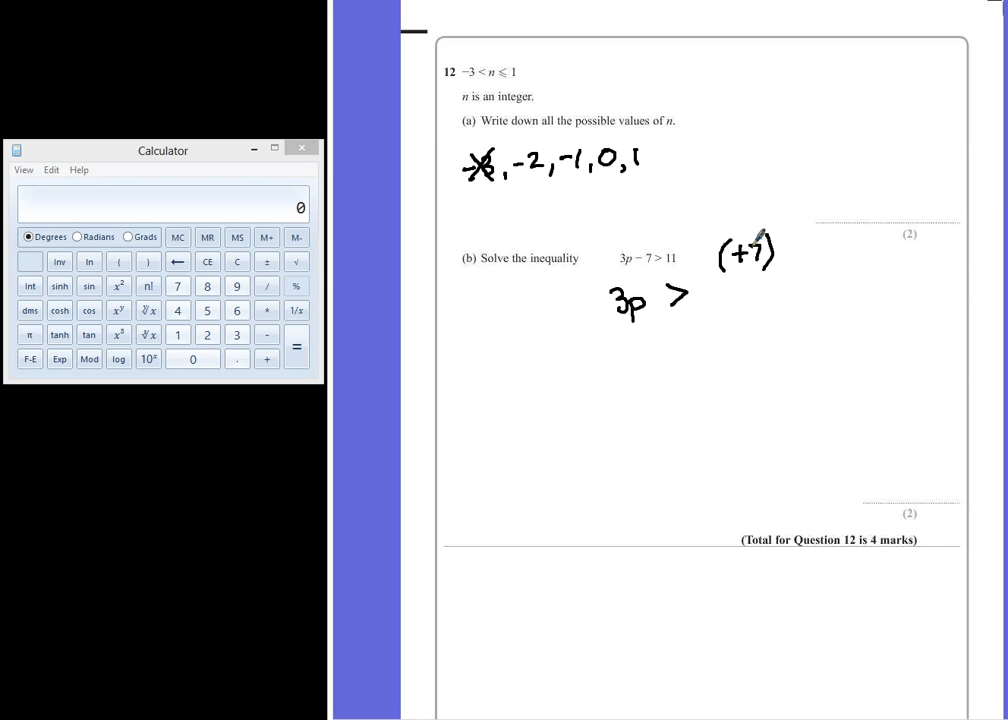 12 −3 < n ⩽ 1
n is an integer.
(a) Write down all the possible values of n.
, -2, -1, 0, 1
(2)
(b) Solve the inequality 3p − 7 > 11 (+7)
3p >
(2)
(Total for Question 12 is 4 marks)
Calculator
View Edit Help
0
Degrees Radians Grads MC MR MS M+ M-
Inv ln ( ) ← CE C ± √
Int sinh sin x² n! 7 8 9 / %
dms cosh cos xʸ ʸ√x 4 5 6 * 1/x
π tanh tan x³ ³√x 1 2 3 - =
F-E Exp Mod log 10ˣ 0 . +